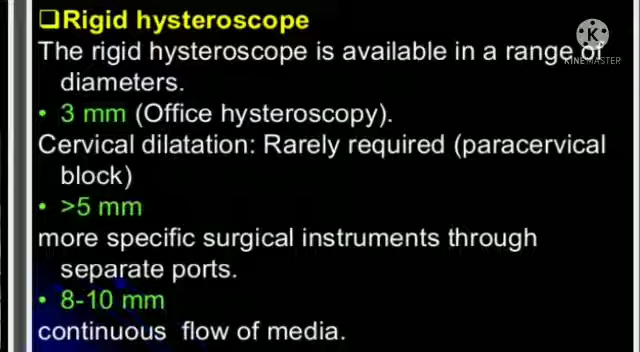 ❑Rigid hysteroscope
The rigid hysteroscope is available in a range of
diameters.
• 3 mm (Office hysteroscopy).
Cervical dilatation: Rarely required (paracervical
block)
• >5 mm
more specific surgical instruments through
separate ports.
• 8-10 mm
continuous flow of media.
K
KINEMASTER